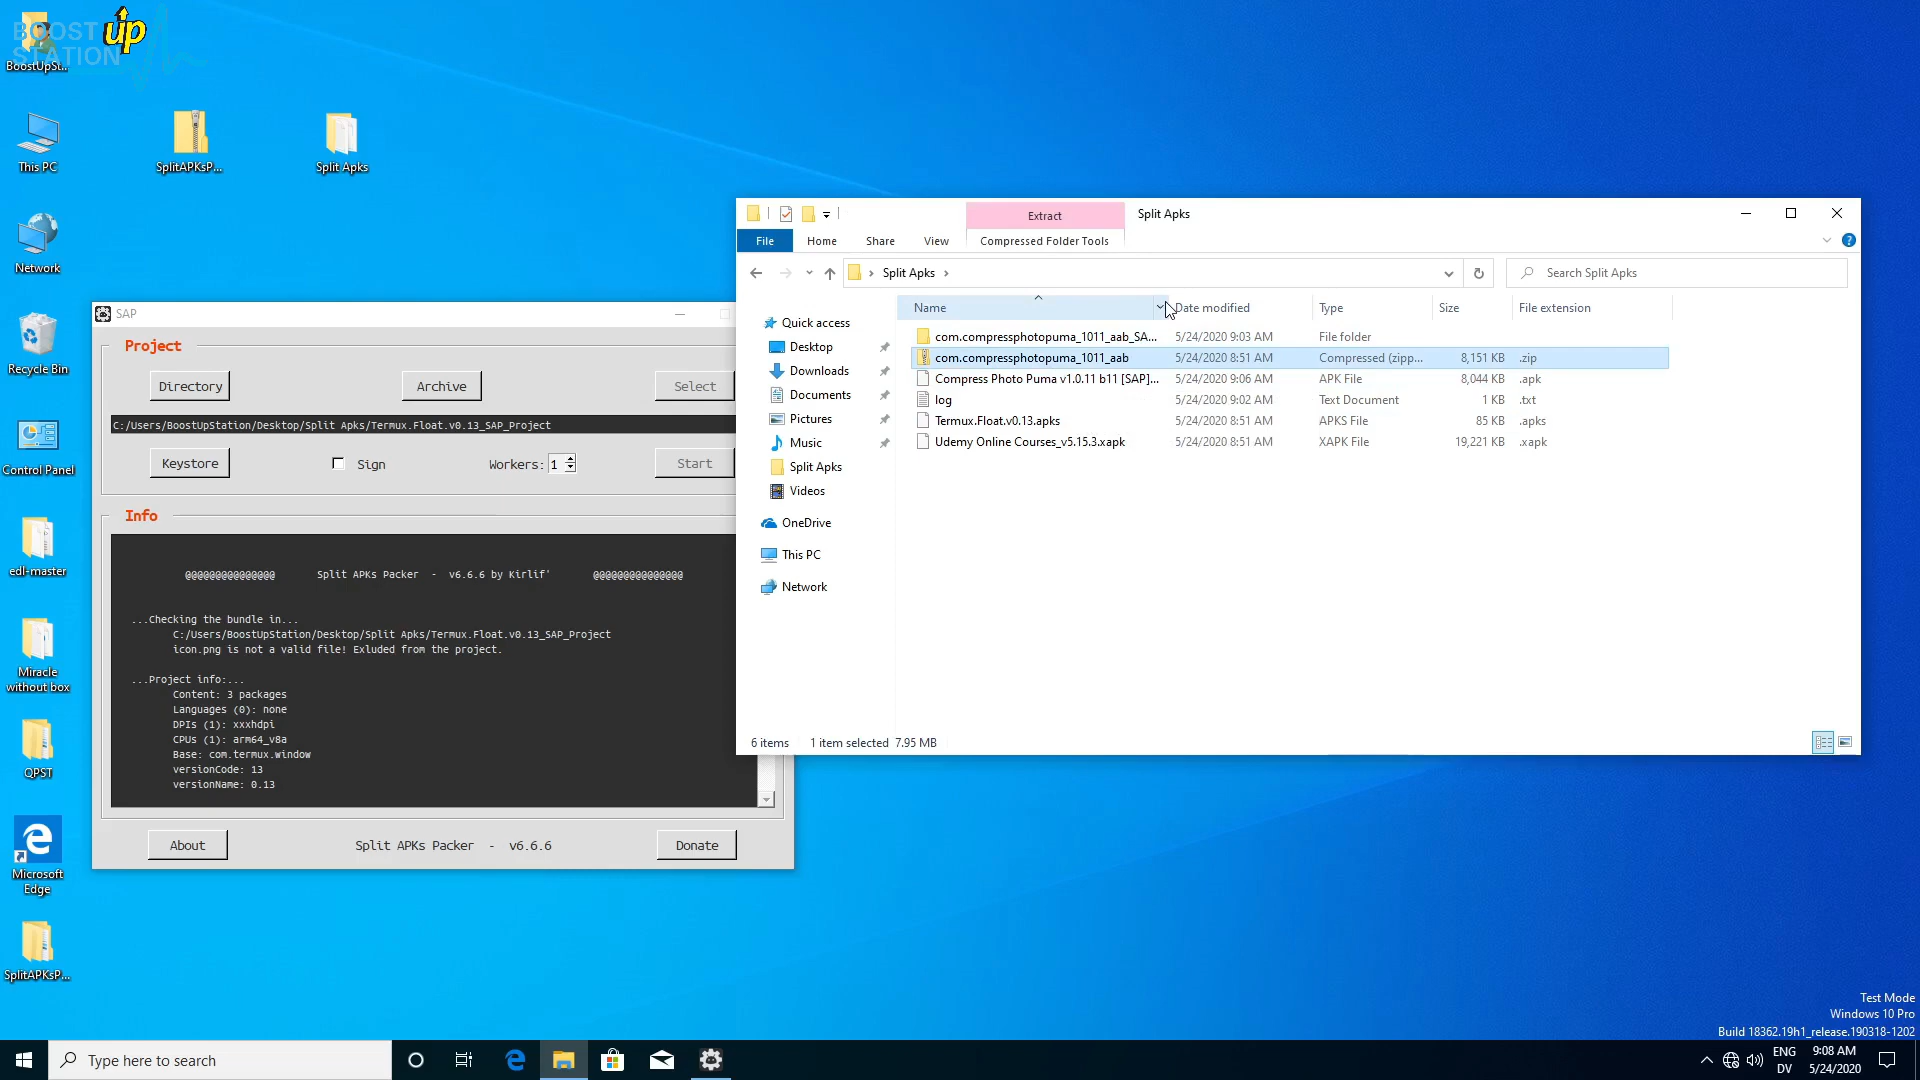 BOOST up
STATION
BoostUpSt...
This PC
SplitAPKsP...
Split Apks
Network
Recycle Bin
Control Panel
edl-master
Miracle
without box
QPST
Microsoft
Edge
SplitAPKsP...
SAP
Project
Directory
Archive
Select
C:/Users/BoostUpStation/Desktop/Split Apks/Termux.Float.v0.13_SAP_Project
Keystore
Sign
Workers: 1
Start
Info
@@@@@@@@@@@@@@@ Split APKs Packer - v6.6.6 by Kirlif' @@@@@@@@@@@@@@@
...Checking the bundle in...
C:/Users/BoostUpStation/Desktop/Split Apks/Termux.Float.v0.13_SAP_Project
icon.png is not a valid file! Exluded from the project.
...Project info:...
Content: 3 packages
Languages (0): none
DPIs (1): xxxhdpi
CPUs (1): arm64_v8a
Base: com.termux.window
versionCode: 13
versionName: 0.13
About
Split APKs Packer - v6.6.6
Donate
Extract
Split Apks
File
Home
Share
View
Compressed Folder Tools
Split Apks
Search Split Apks
Quick access
Desktop
Downloads
Documents
Pictures
Music
Split Apks
Videos
OneDrive
This PC
Network
Name Date modified Type Size File extension
com.compressphotopuma_1011_aab_SA... 5/24/2020 9:03 AM File folder
com.compressphotopuma_1011_aab 5/24/2020 8:51 AM Compressed (zipp... 8,151 KB .zip
Compress Photo Puma v1.0.11 b11 [SAP]... 5/24/2020 9:06 AM APK File 8,044 KB .apk
log 5/24/2020 9:02 AM Text Document 1 KB .txt
Termux.Float.v0.13.apks 5/24/2020 8:51 AM APKS File 85 KB .apks
Udemy Online Courses_v5.15.3.xapk 5/24/2020 8:51 AM XAPK File 19,221 KB .xapk
6 items 1 item selected 7.95 MB
Test Mode
Windows 10 Pro
Build 18362.19h1_release.190318-1202
Type here to search
ENG
DV
9:08 AM
5/24/2020